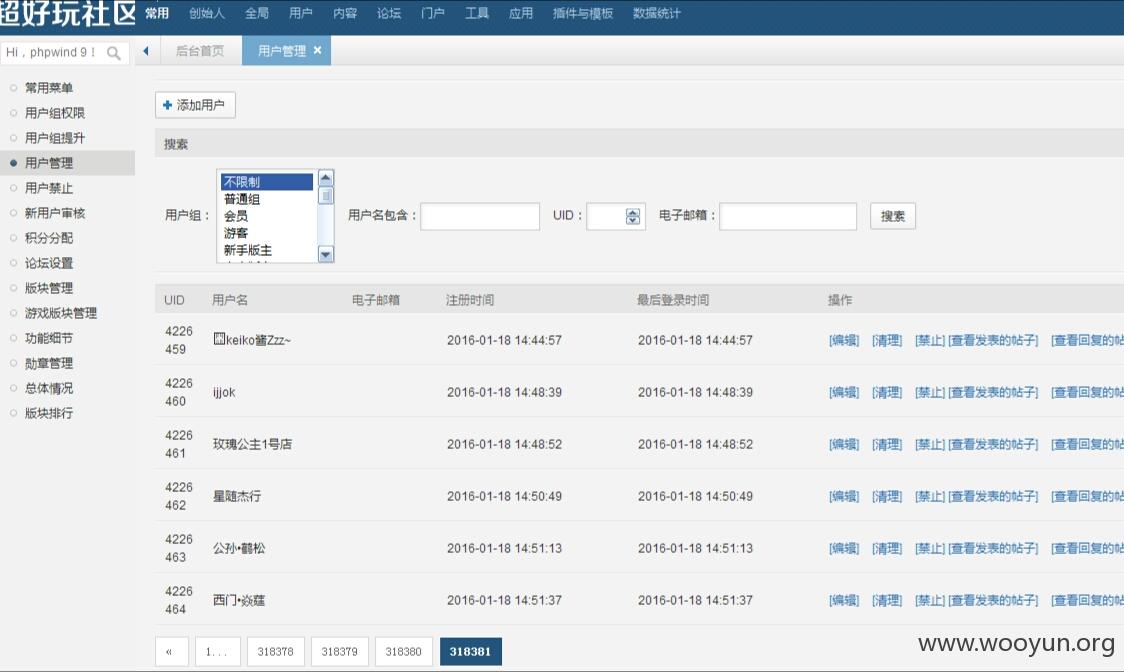 超好玩社区
常用 创始人 全局 用户 内容 论坛 门户 工具 应用 插件与模板 数据统计
Hi，phpwind 9！
后台首页 用户管理 ×
常用菜单
用户组权限
用户组提升
用户管理
用户禁止
新用户审核
积分分配
论坛设置
版块管理
游戏版块管理
功能细节
勋章管理
总体情况
版块排行
添加用户
搜索
用户组：
不限制
普通组
会员
游客
新手版主
用户名包含： UID： 电子邮箱： 搜索
UID 用户名 电子邮箱 注册时间 最后登录时间 操作
4226459 keiko酱Zzz~ 2016-01-18 14:44:57 2016-01-18 14:44:57 [编辑] [清理] [禁止] [查看发表的帖子] [查看回复的帖
4226460 ijjok 2016-01-18 14:48:39 2016-01-18 14:48:39 [编辑] [清理] [禁止] [查看发表的帖子] [查看回复的帖
4226461 玫瑰公主1号店 2016-01-18 14:48:52 2016-01-18 14:48:52 [编辑] [清理] [禁止] [查看发表的帖子] [查看回复的帖
4226462 星随杰行 2016-01-18 14:50:49 2016-01-18 14:50:49 [编辑] [清理] [禁止] [查看发表的帖子] [查看回复的帖
4226463 公孙•鹤松 2016-01-18 14:51:13 2016-01-18 14:51:13 [编辑] [清理] [禁止] [查看发表的帖子] [查看回复的帖
4226464 西门• 2016-01-18 14:51:37 2016-01-18 14:51:37 [编辑] [清理] [禁止] [查看发表的帖子] [查看回复的帖
« 1... 318378 318379 318380 318381
www.wooyun.org